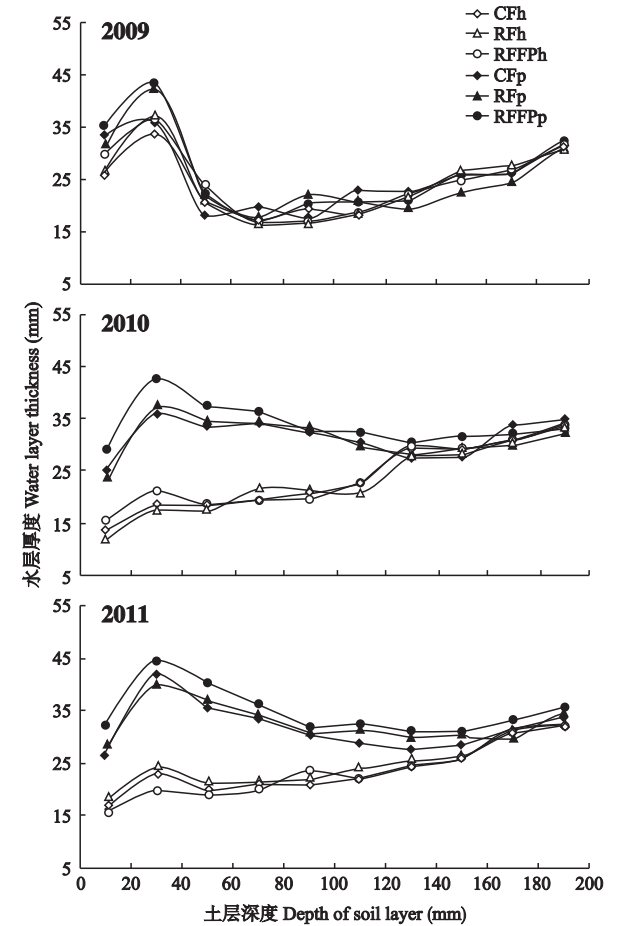 2009
CFh
RFh
RFFPh
CFp
RFp
RFFPp
55
45
35
25
15
5
2010
55
45
35
25
15
5
水层厚度 Water layer thickness (mm)
2011
55
45
35
25
15
5
0 20 40 60 80 100 120 140 160 180 200
土层深度 Depth of soil layer (mm)